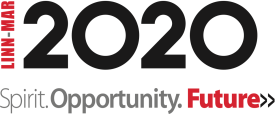 LINN-MAR
2020
Spirit. Opportunity. Future>>